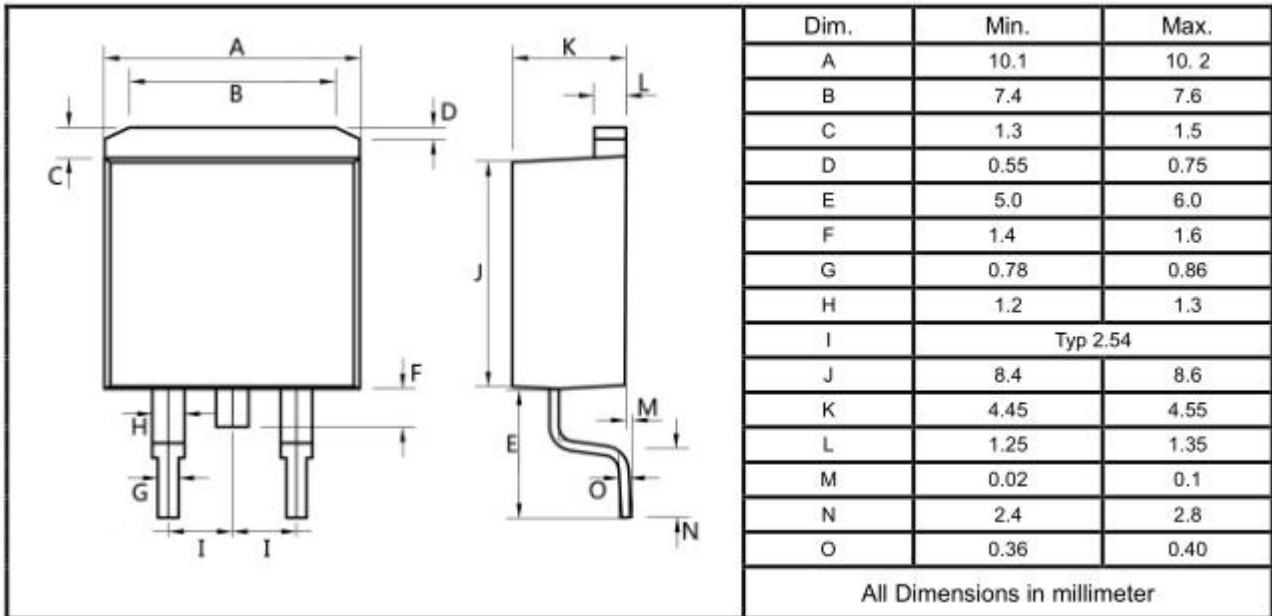 A
B
D
C
F
H
G
I I
K
L
J
M
E
O
N
Dim. Min. Max.
A 10.1 10. 2
B 7.4 7.6
C 1.3 1.5
D 0.55 0.75
E 5.0 6.0
F 1.4 1.6
G 0.78 0.86
H 1.2 1.3
I Typ 2.54
J 8.4 8.6
K 4.45 4.55
L 1.25 1.35
M 0.02 0.1
N 2.4 2.8
O 0.36 0.40
All Dimensions in millimeter